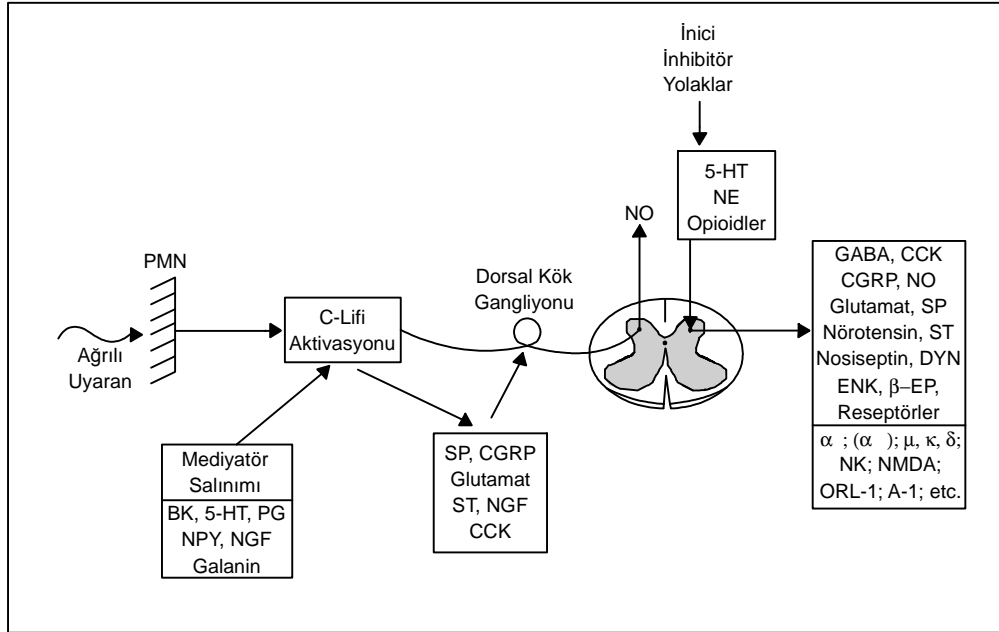 İnici
İnhibitör
Yolaklar
5-HT
NE
Opioidler
NO
PMN
Ağrılı
Uyaran
C-Lifi
Aktivasyonu
Dorsal Kök
Gangliyonu
Mediyatör
Salınımı
BK, 5-HT, PG
NPY, NGF
Galanin
SP, CGRP
Glutamat
ST, NGF
CCK
GABA, CCK
CGRP, NO
Glutamat, SP
Nörotensin, ST
Nosiseptin, DYN
ENK, β–EP,
Reseptörler
α ; (α ); μ, κ, δ;
NK; NMDA;
ORL-1; A-1; etc.